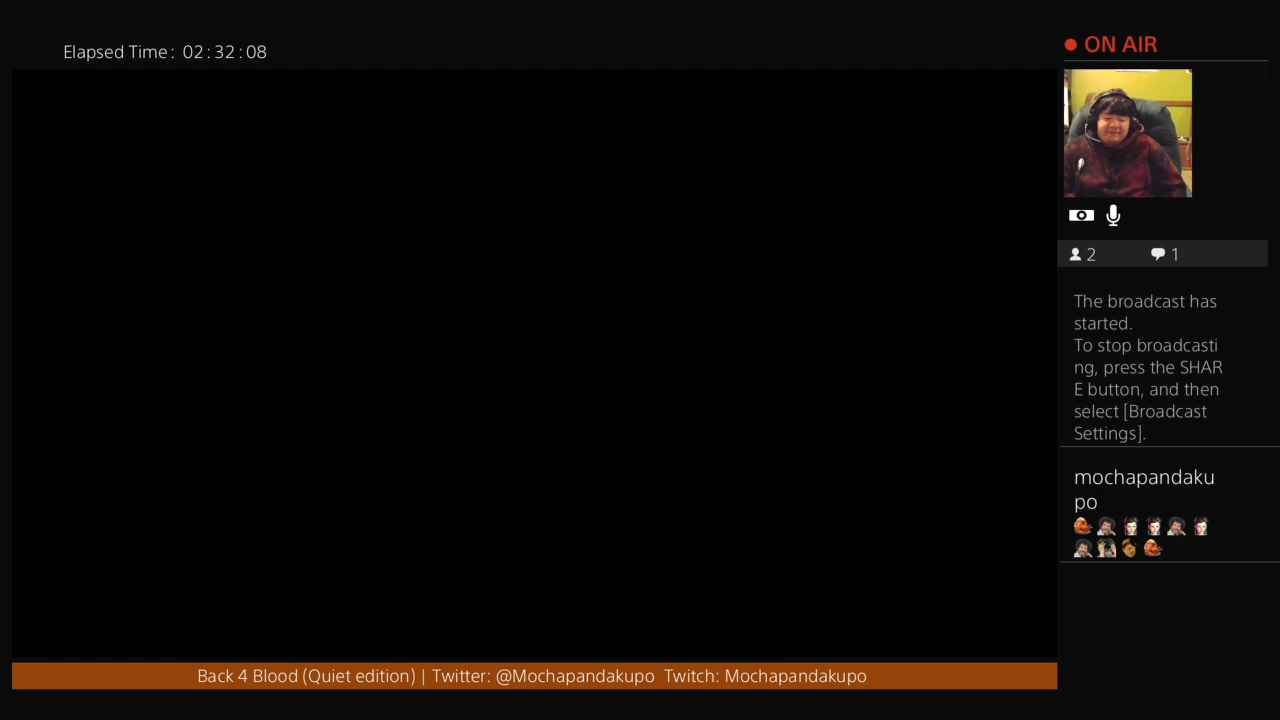 Elapsed Time: 02:32:08
ON AIR
2 1
The broadcast has
started.
To stop broadcasti
ng, press the SHAR
E button, and then
select [Broadcast
Settings].
mochapandaku
po
Back 4 Blood (Quiet edition) | Twitter: @Mochapandakupo Twitch: Mochapandakupo